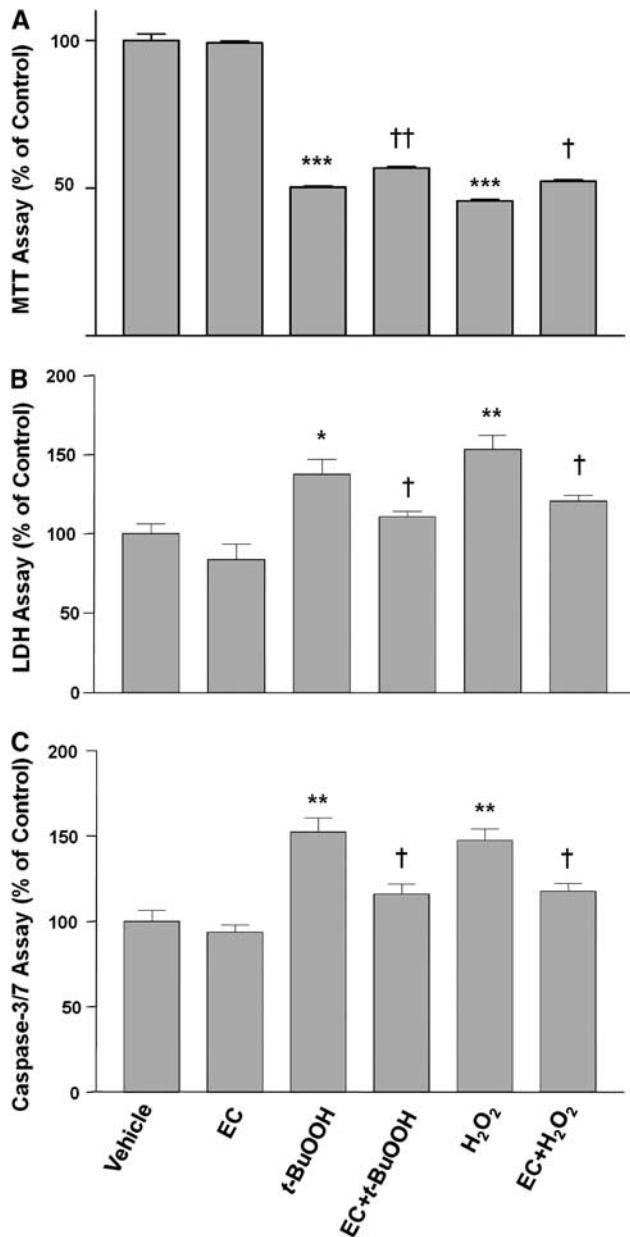 A
MTT Assay (% of Control)
100
50
***
††
***
†
B
LDH Assay (% of Control)
200
150
100
50
0
*
†
**
†
C
Caspase-3/7 Assay (% of Control)
200
150
100
50
0
**
†
**
†
Vehicle
EC
t-BuOOH
EC+t-BuOOH
H₂O₂
EC+H₂O₂